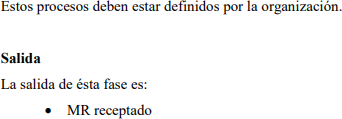 Estos procesos deben estar definidos por la organización.
Salida
La salida de ésta fase es:
• MR receptado